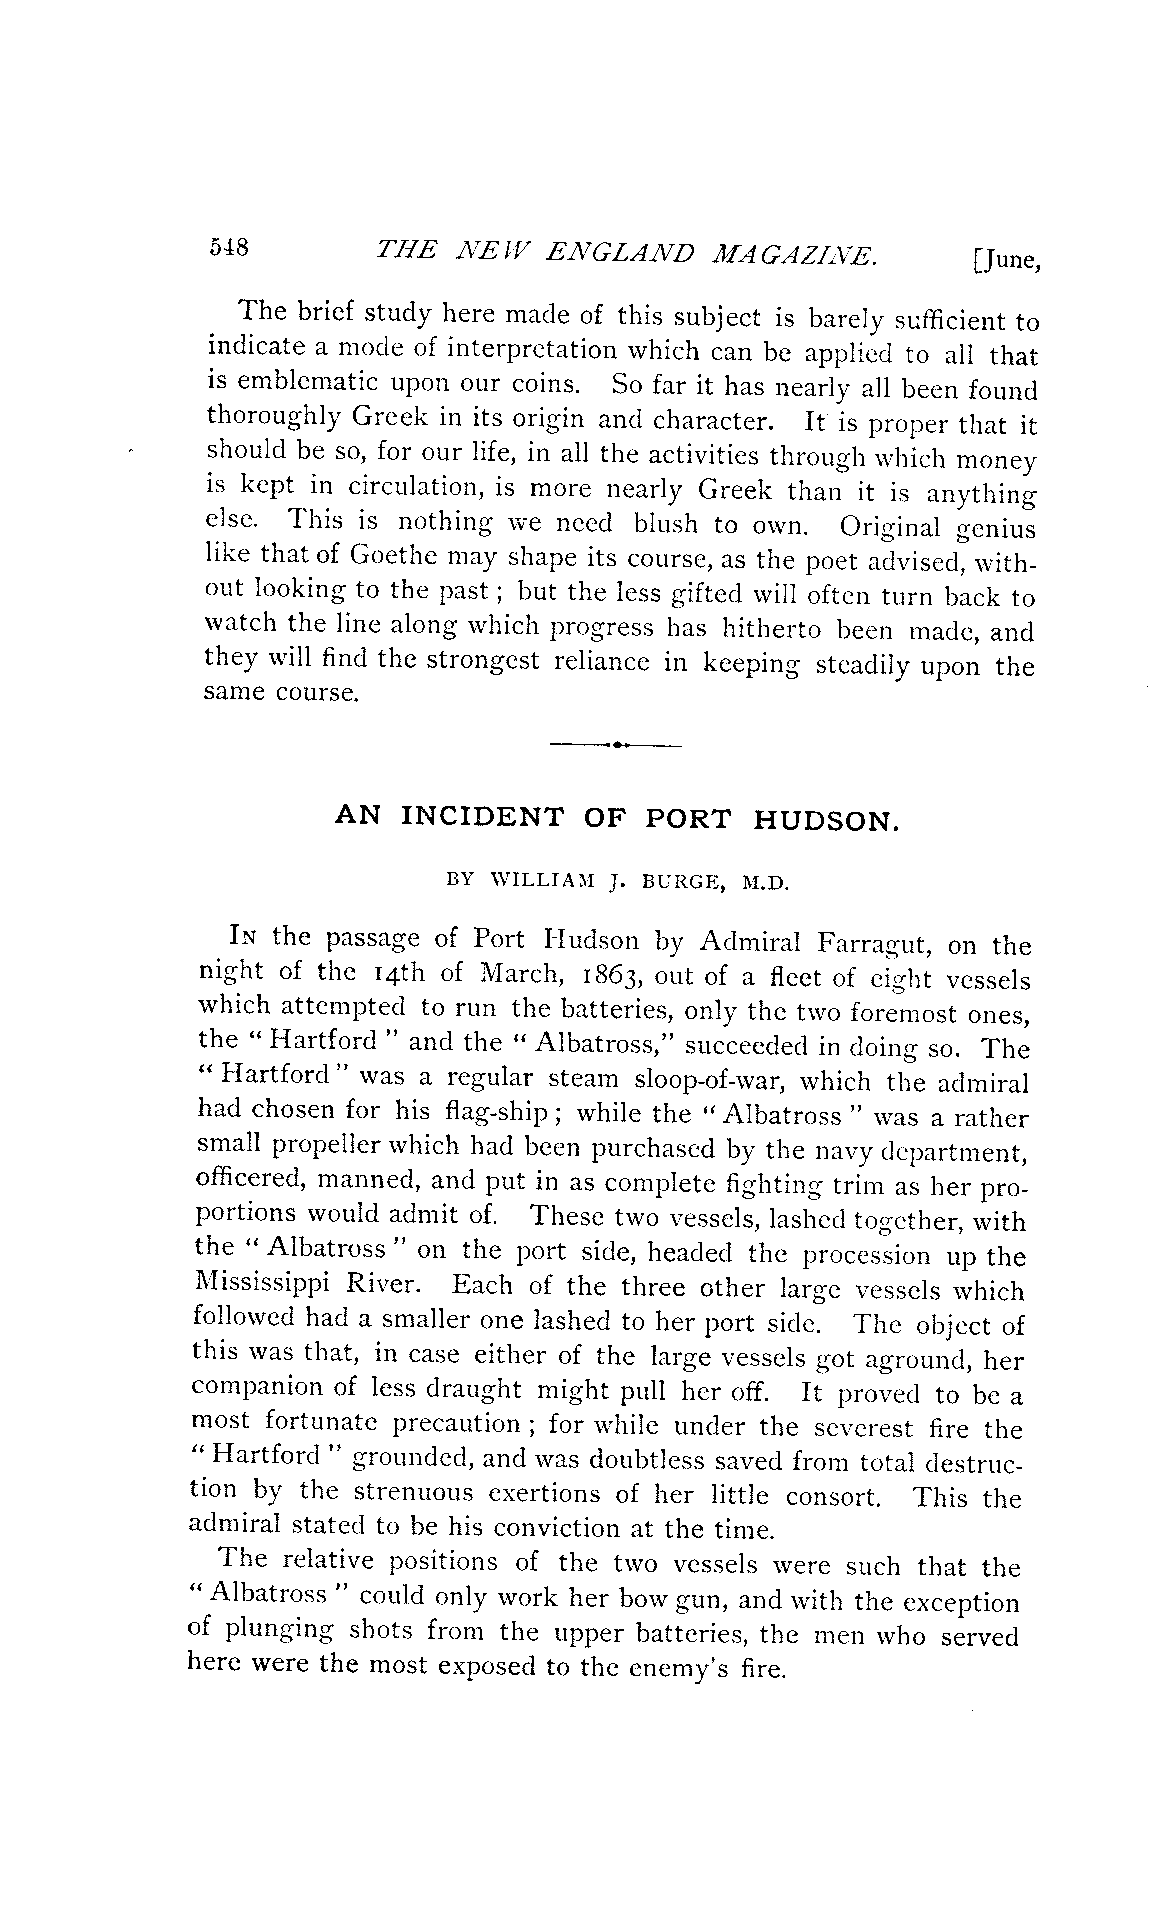 548 THE NEW ENGLAND MAGAZINE. [June,
The brief study here made of this subject is barely sufficient to
indicate a mode of interpretation which can be applied to all that
is emblematic upon our coins. So far it has nearly all been found
thoroughly Greek in its origin and character. It is proper that it
should be so, for our life, in all the activities through which money
is kept in circulation, is more nearly Greek than it is anything
else. This is nothing we need blush to own. Original genius
like that of Goethe may shape its course, as the poet advised, with-
out looking to the past ; but the less gifted will often turn back to
watch the line along which progress has hitherto been made, and
they will find the strongest reliance in keeping steadily upon the
same course.
AN INCIDENT OF PORT HUDSON.
BY WILLIAM J. BURGE, M.D.
IN the passage of Port Hudson by Admiral Farragut, on the
night of the 14th of March, 1863, out of a fleet of eight vessels
which attempted to run the batteries, only the two foremost ones,
the " Hartford " and the " Albatross," succeeded in doing so. The
" Hartford " was a regular steam sloop-of-war, which the admiral
had chosen for his flag-ship ; while the " Albatross " was a rather
small propeller which had been purchased by the navy department,
officered, manned, and put in as complete fighting trim as her pro-
portions would admit of. These two vessels, lashed together, with
the " Albatross " on the port side, headed the procession up the
Mississippi River. Each of the three other large vessels which
followed had a smaller one lashed to her port side. The object of
this was that, in case either of the large vessels got aground, her
companion of less draught might pull her off. It proved to be a
most fortunate precaution ; for while under the severest fire the
" Hartford " grounded, and was doubtless saved from total destruc-
tion by the strenuous exertions of her little consort. This the
admiral stated to be his conviction at the time.
The relative positions of the two vessels were such that the
" Albatross " could only work her bow gun, and with the exception
of plunging shots from the upper batteries, the men who served
here were the most exposed to the enemy's fire.